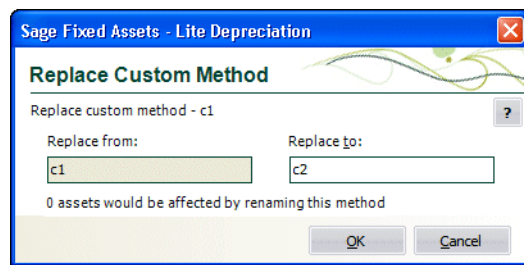 Sage Fixed Assets - Lite Depreciation
Replace Custom Method
Replace custom method - c1
?
Replace from: Replace to:
c1 c2
0 assets would be affected by renaming this method
OK Cancel